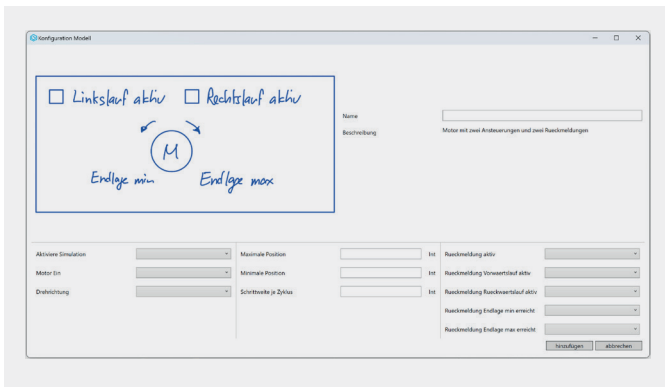 Konfiguration Modell
Linkslauf aktiv Rechtslauf aktiv
M
Endlage min Endlage max
Name
Beschreibung Motor mit zwei Ansteuerungen und zwei Rueckmeldungen
Aktiviere Simulation
Motor Ein
Drehrichtung
Maximale Position Int
Minimale Position Int
Schrittweite je Zyklus Int
Rueckmeldung aktiv
Rueckmeldung Vorwaertslauf aktiv
Rueckmeldung Rueckwaertslauf aktiv
Rueckmeldung Endlage min erreicht
Rueckmeldung Endlage max erreicht
hinzufügen abbrechen